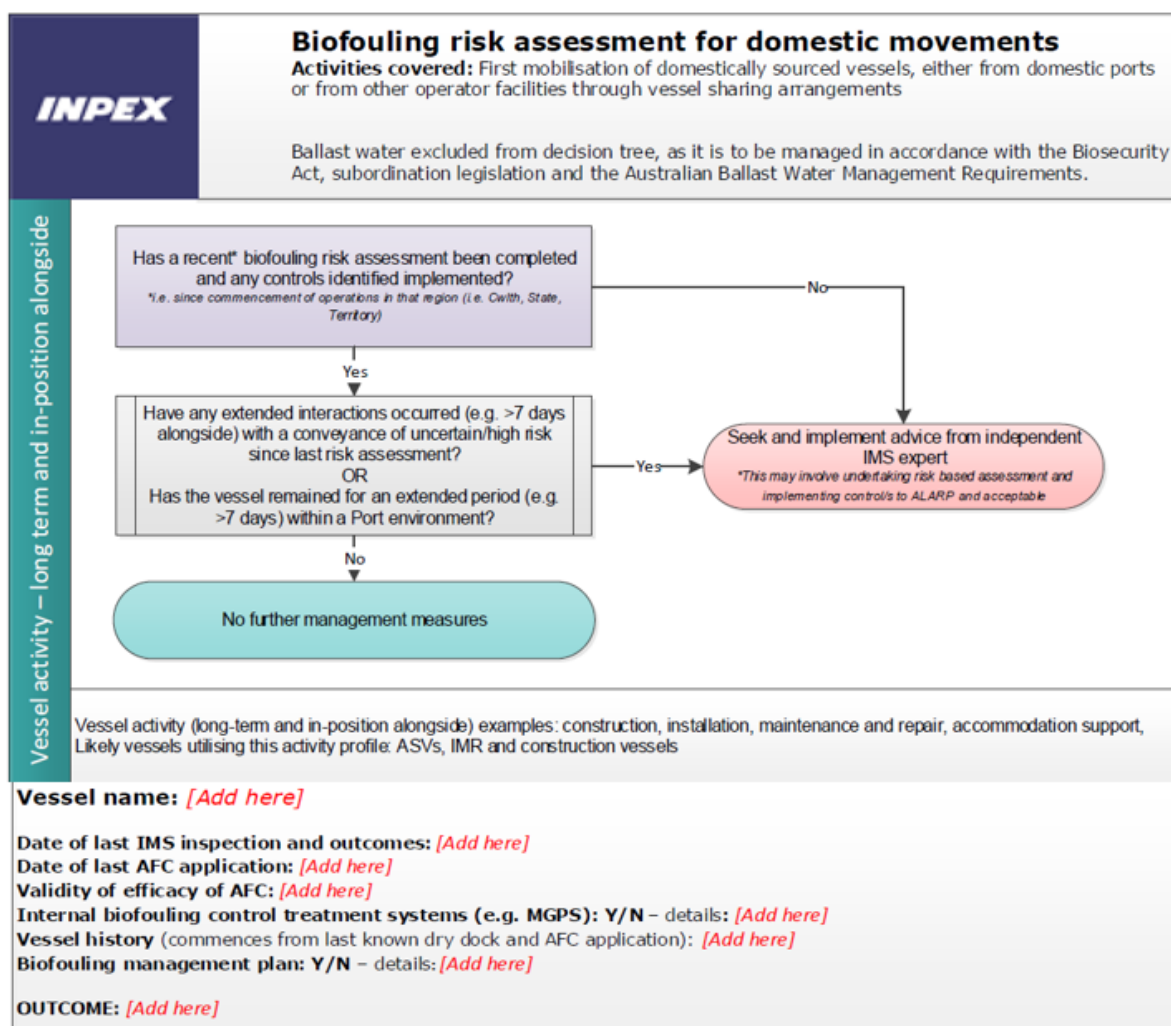 INPEX
Biofouling risk assessment for domestic movements
Activities covered: First mobilisation of domestically sourced vessels, either from domestic ports
or from other operator facilities through vessel sharing arrangements
Ballast water excluded from decision tree, as it is to be managed in accordance with the Biosecurity
Act, subordination legislation and the Australian Ballast Water Management Requirements.
Vessel activity – long term and in-position alongside
Has a recent* biofouling risk assessment been completed
and any controls identified implemented?
*i.e. since commencement of operations in that region (i.e. Cwlth, State,
Territory)
No
Yes
Have any extended interactions occurred (e.g. >7 days
alongside) with a conveyance of uncertain/high risk
since last risk assessment?
OR
Has the vessel remained for an extended period (e.g.
>7 days) within a Port environment?
Yes
Seek and implement advice from independent
IMS expert
*This may involve undertaking risk based assessment and
implementing control/s to ALARP and acceptable
No
No further management measures
Vessel activity (long-term and in-position alongside) examples: construction, installation, maintenance and repair, accommodation support,
Likely vessels utilising this activity profile: ASVs, IMR and construction vessels
Vessel name: [Add here]
Date of last IMS inspection and outcomes: [Add here]
Date of last AFC application: [Add here]
Validity of efficacy of AFC: [Add here]
Internal biofouling control treatment systems (e.g. MGPS): Y/N – details: [Add here]
Vessel history (commences from last known dry dock and AFC application): [Add here]
Biofouling management plan: Y/N – details: [Add here]
OUTCOME: [Add here]